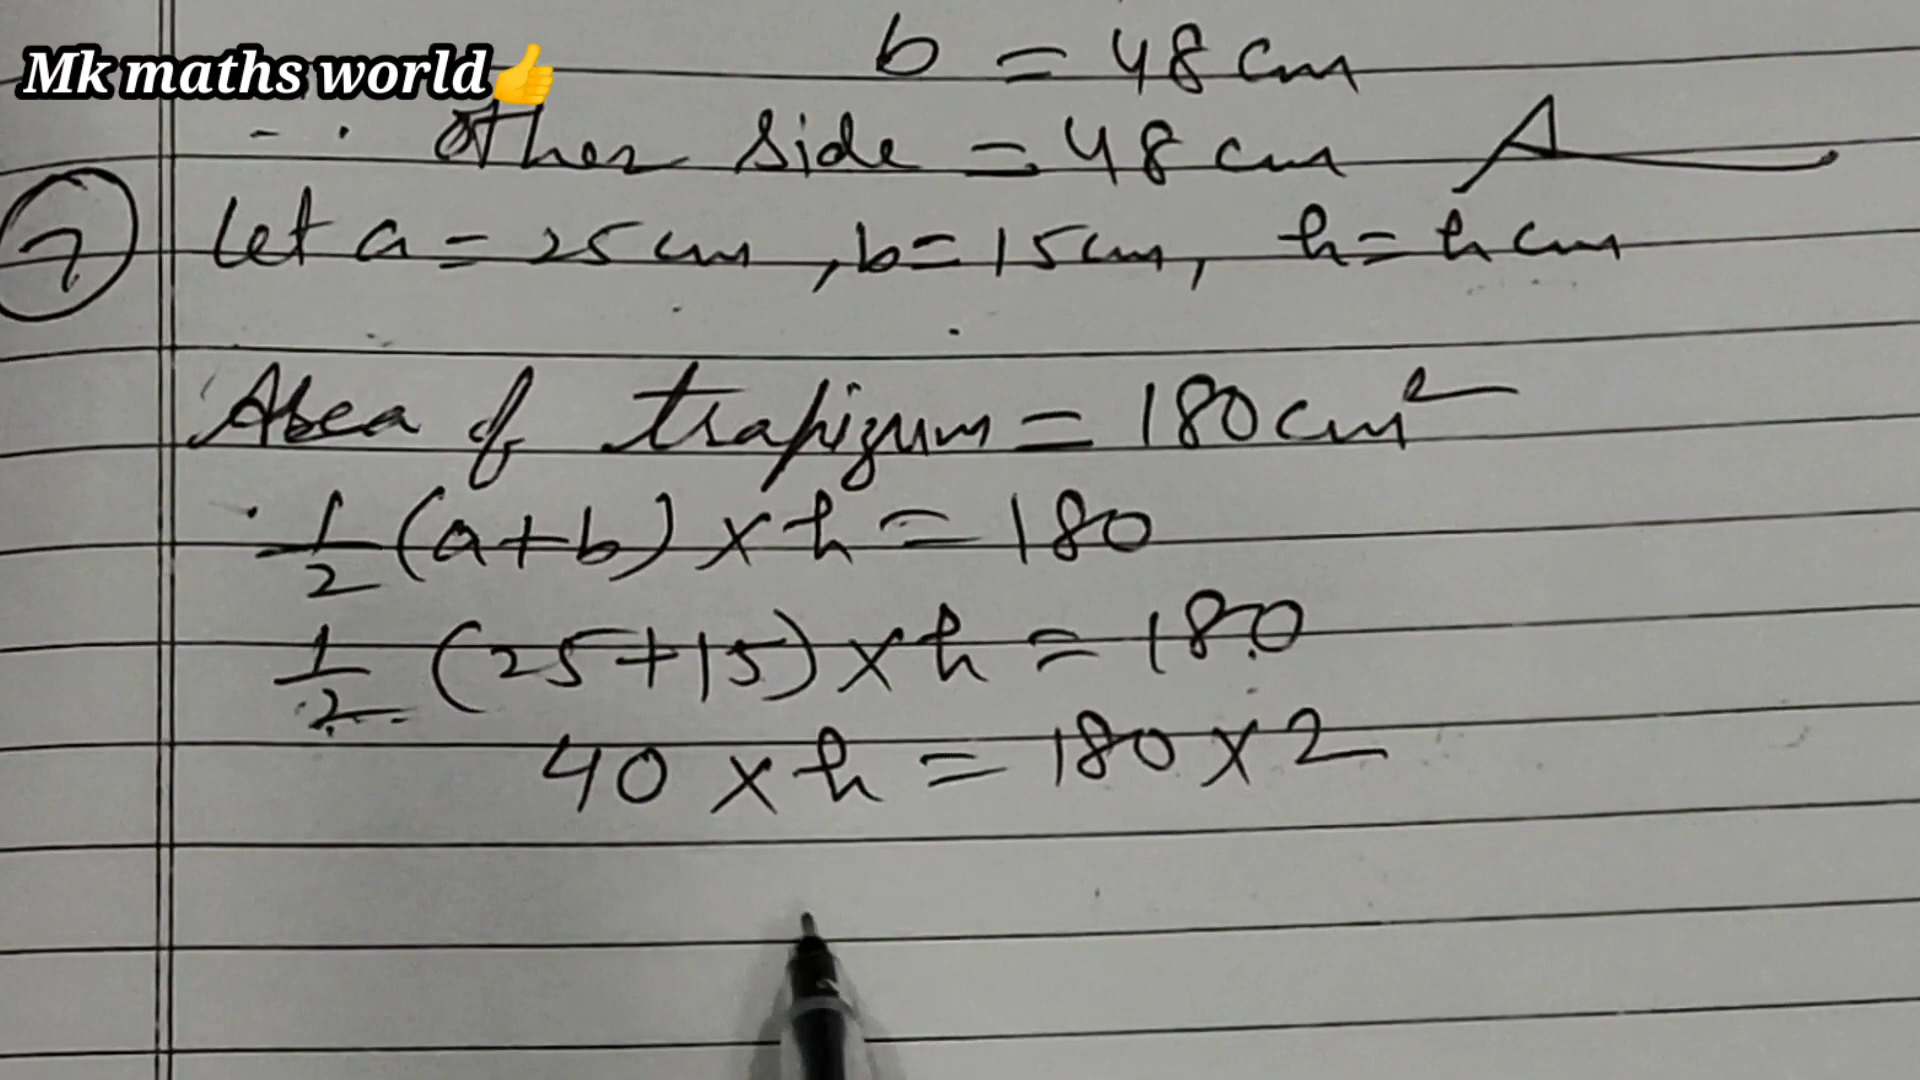 Mk maths world👍
b = 48 cm
∴ Other side = 48 cm A
7 Let a = 25 cm, b = 15 cm, h = h cm
Area of trapizum = 180 cm²
1/2 (a+b) × h = 180
1/2 (25+15) × h = 180
40 × h = 180 × 2